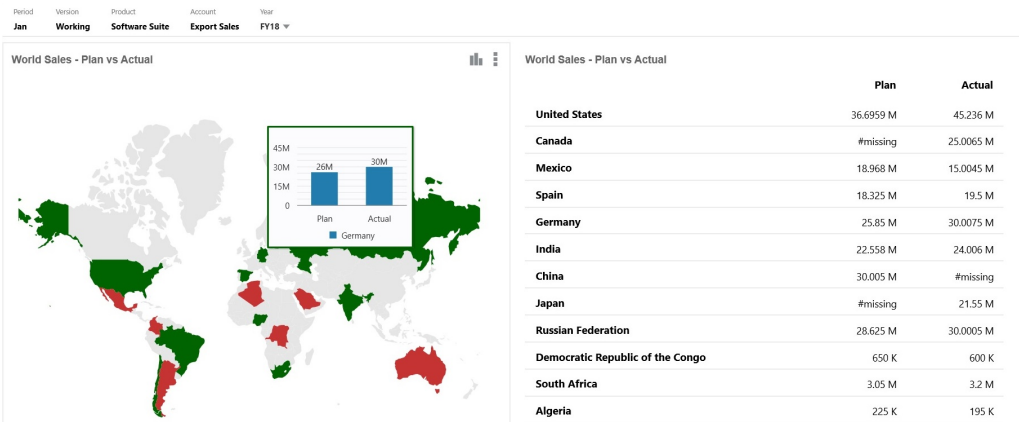 Period Version Product Account Year
Jan Working Software Suite Export Sales FY18
World Sales - Plan vs Actual
45M
30M
15M
0
26M
30M
Plan Actual
Germany
World Sales - Plan vs Actual
Plan Actual
United States 36.6959 M 45.236 M
Canada #missing 25.0065 M
Mexico 18.968 M 15.0045 M
Spain 18.325 M 19.5 M
Germany 25.85 M 30.0075 M
India 22.558 M 24.006 M
China 30.005 M #missing
Japan #missing 21.55 M
Russian Federation 28.625 M 30.0005 M
Democratic Republic of the Congo 650 K 600 K
South Africa 3.05 M 3.2 M
Algeria 225 K 195 K